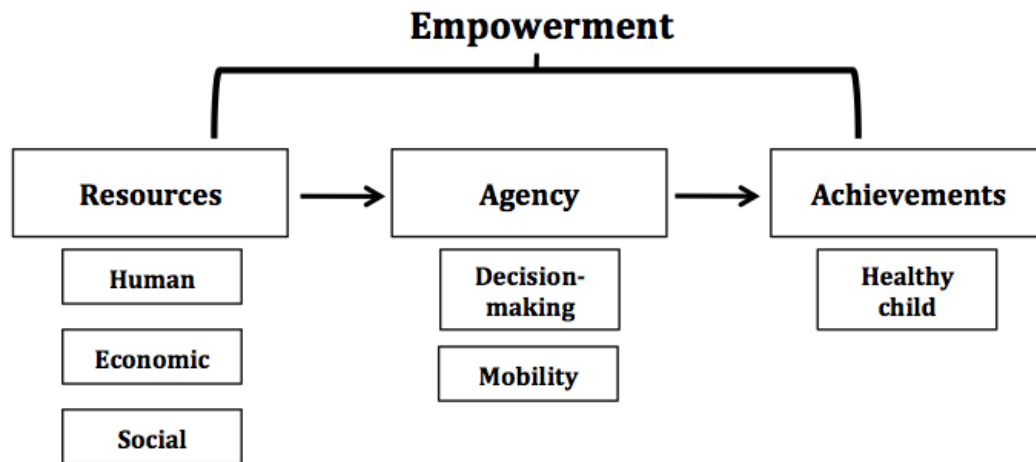 Empowerment
Resources
Agency
Achievements
Human
Decision-
making
Healthy
child
Economic
Mobility
Social